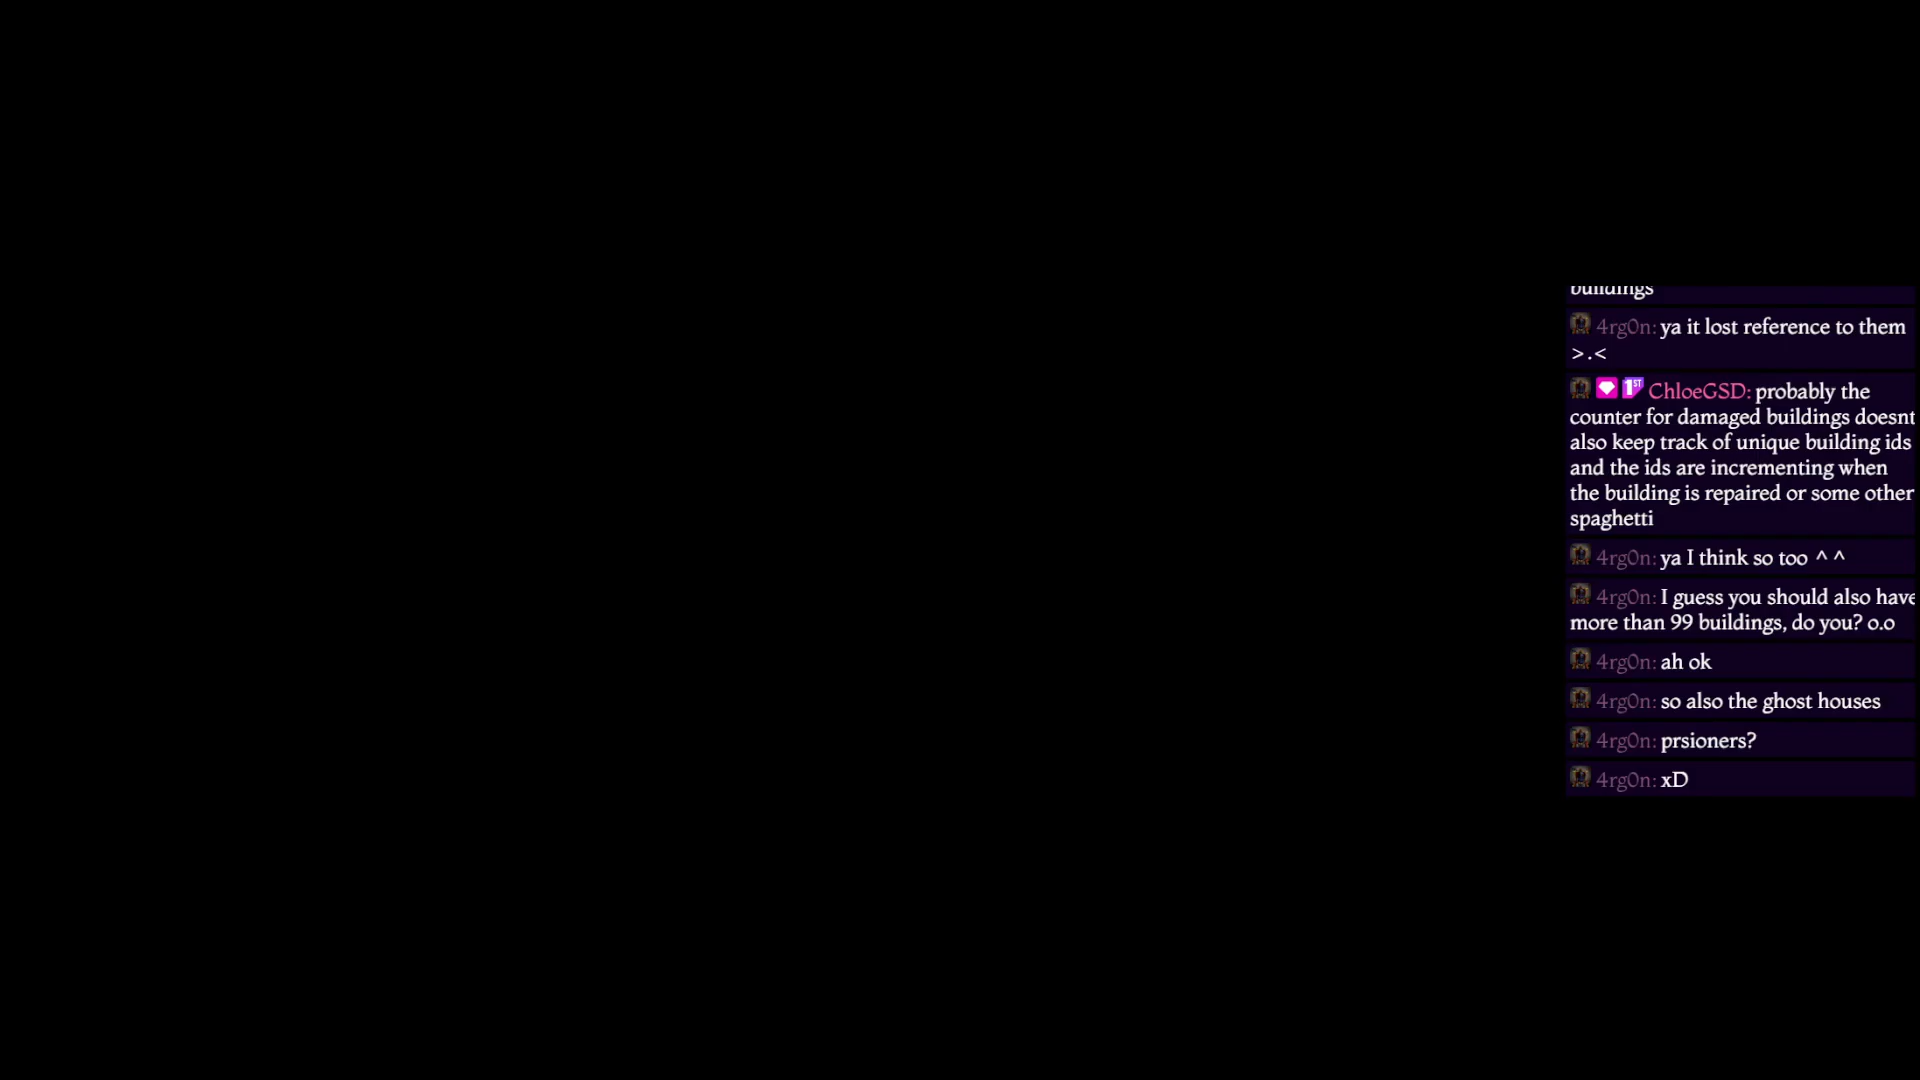 buildings
4rg0n: ya it lost reference to them
>.<
1ST ChloeGSD: probably the
counter for damaged buildings doesnt
also keep track of unique building ids
and the ids are incrementing when
the building is repaired or some other
spaghetti
4rg0n: ya I think so too ^ ^
4rg0n: I guess you should also have
more than 99 buildings, do you? o.o
4rg0n: ah ok
4rg0n: so also the ghost houses
4rg0n: prsioners?
4rg0n: xD